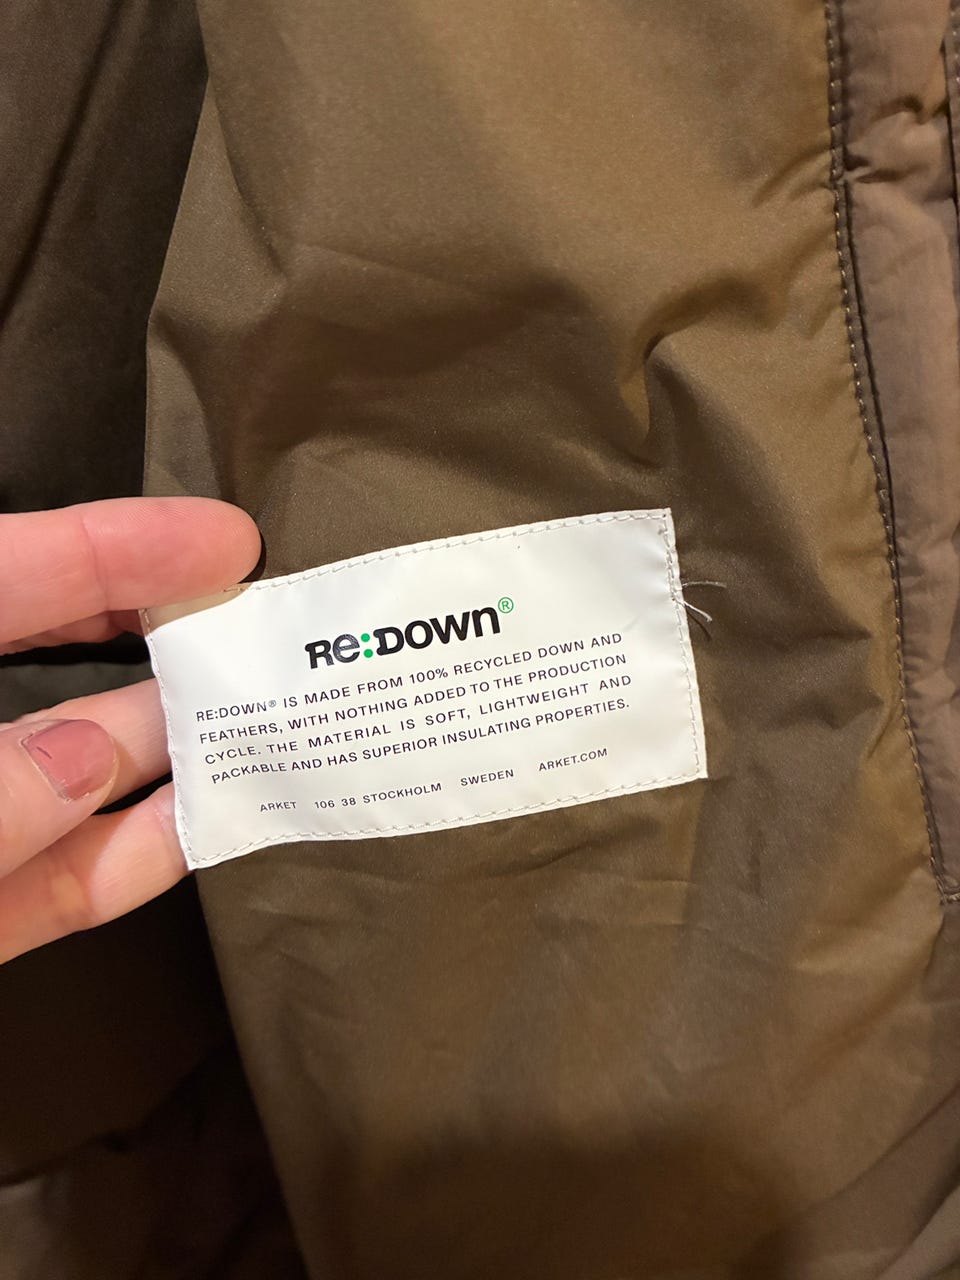 Re:DOWN®
RE:DOWN® IS MADE FROM 100% RECYCLED DOWN AND
FEATHERS, WITH NOTHING ADDED TO THE PRODUCTION
CYCLE. THE MATERIAL IS SOFT, LIGHTWEIGHT AND
PACKABLE AND HAS SUPERIOR INSULATING PROPERTIES.
ARKET 106 38 STOCKHOLM SWEDEN ARKET.COM